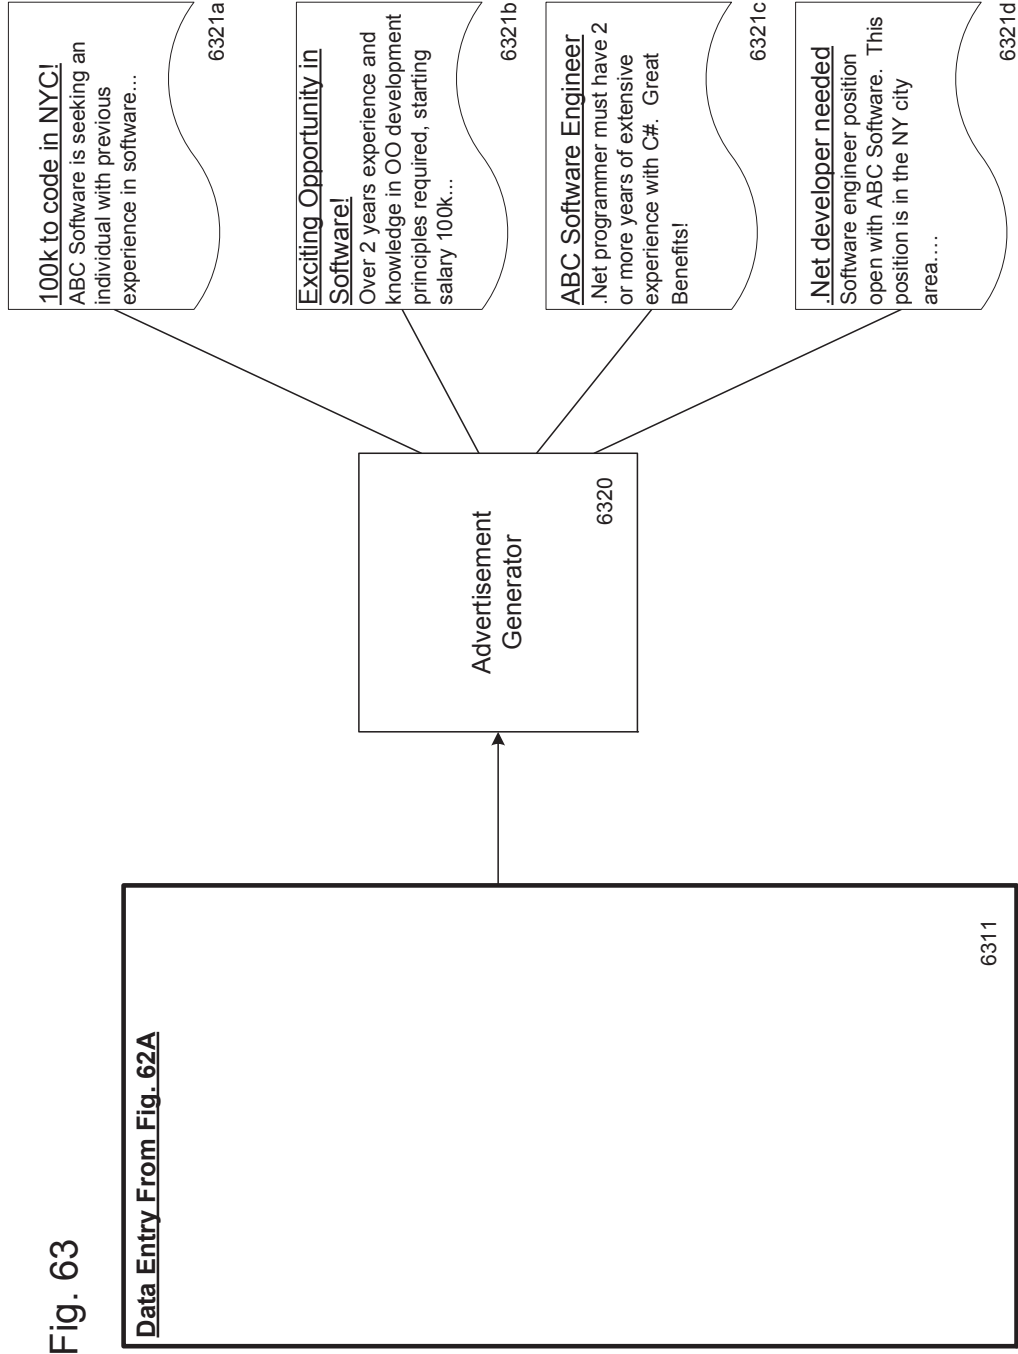 Fig. 63
Data Entry From Fig. 62A
6311
Advertisement
Generator
6320
100k to code in NYC!
ABC Software is seeking an
individual with previous
experience in software...
6321a
Exciting Opportunity in
Software!
Over 2 years experience and
knowledge in OO development
principles required, starting
salary 100k...
6321b
ABC Software Engineer
.Net programmer must have 2
or more years of extensive
experience with C#. Great
Benefits!
6321c
.Net developer needed
Software engineer position
open with ABC Software. This
position is in the NY city
area....
6321d